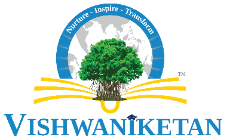 Nurture - Inspire - Transform
TM
VISHWANIKETAN